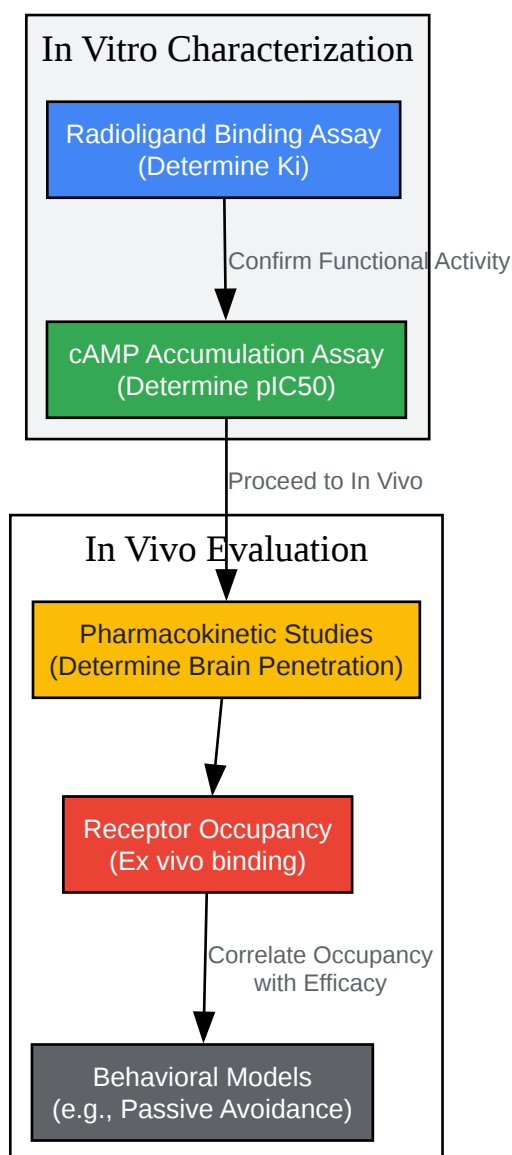 In Vitro Characterization
Radioligand Binding Assay
(Determine Ki)
Confirm Functional Activity
cAMP Accumulation Assay
(Determine pIC50)
Proceed to In Vivo
In Vivo Evaluation
Pharmacokinetic Studies
(Determine Brain Penetration)
Receptor Occupancy
(Ex vivo binding)
Correlate Occupancy
with Efficacy
Behavioral Models
(e.g., Passive Avoidance)